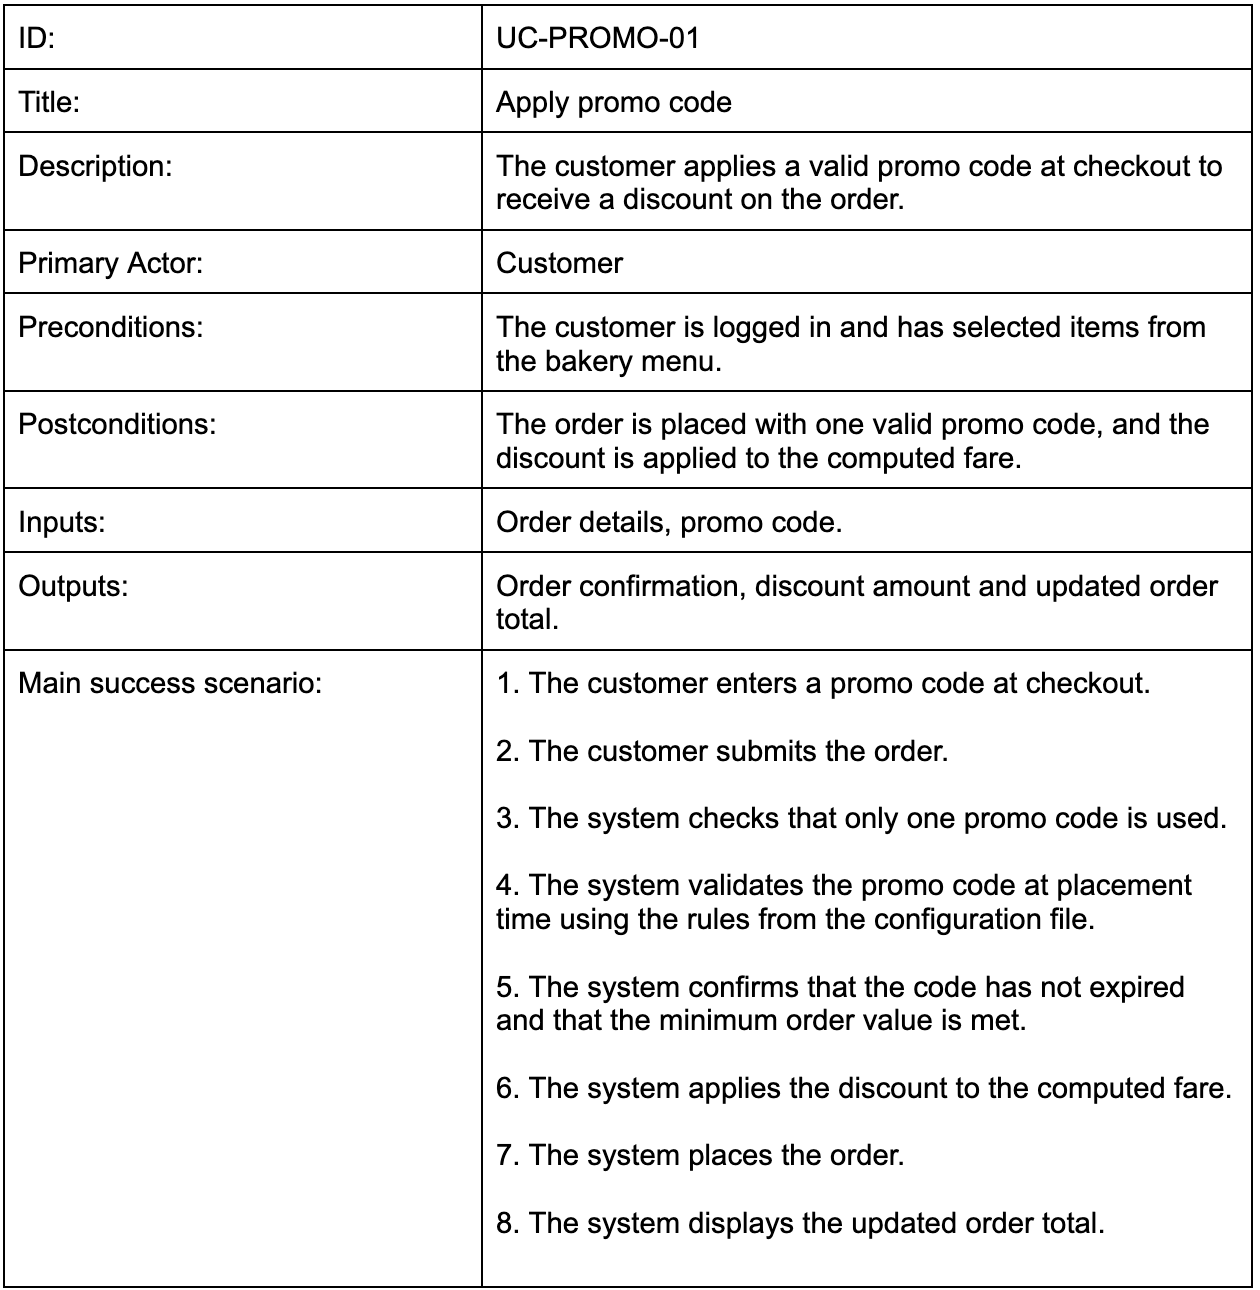 ID:
UC-PROMO-01
Title:
Apply promo code
Description:
The customer applies a valid promo code at checkout to
receive a discount on the order.
Primary Actor:
Customer
Preconditions:
The customer is logged in and has selected items from
the bakery menu.
Postconditions:
The order is placed with one valid promo code, and the
discount is applied to the computed fare.
Inputs:
Order details, promo code.
Outputs:
Order confirmation, discount amount and updated order
total.
Main success scenario:
1. The customer enters a promo code at checkout.
2. The customer submits the order.
3. The system checks that only one promo code is used.
4. The system validates the promo code at placement
time using the rules from the configuration file.
5. The system confirms that the code has not expired
and that the minimum order value is met.
6. The system applies the discount to the computed fare.
7. The system places the order.
8. The system displays the updated order total.